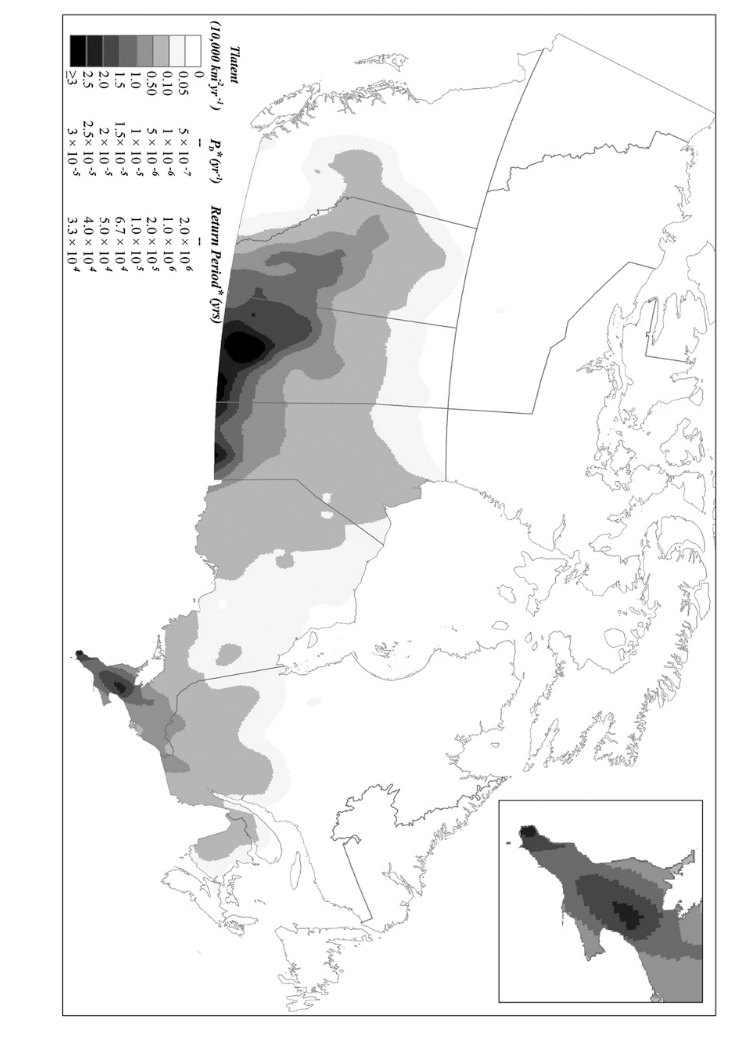 Tlatent
(10,000 km² yr⁻¹) Pₚ* (yr⁻¹) Return Period* (yrs)
0 -- --
0.05 5 × 10⁻⁷ 2.0 × 10⁶
0.10 1 × 10⁻⁶ 1.0 × 10⁶
0.50 5 × 10⁻⁶ 2.0 × 10⁵
1.0 1 × 10⁻⁵ 1.0 × 10⁵
1.5 1.5 × 10⁻⁵ 6.7 × 10⁴
2.0 2 × 10⁻⁵ 5.0 × 10⁴
2.5 2.5 × 10⁻⁵ 4.0 × 10⁴
≥3 3 × 10⁻⁵ 3.3 × 10⁴